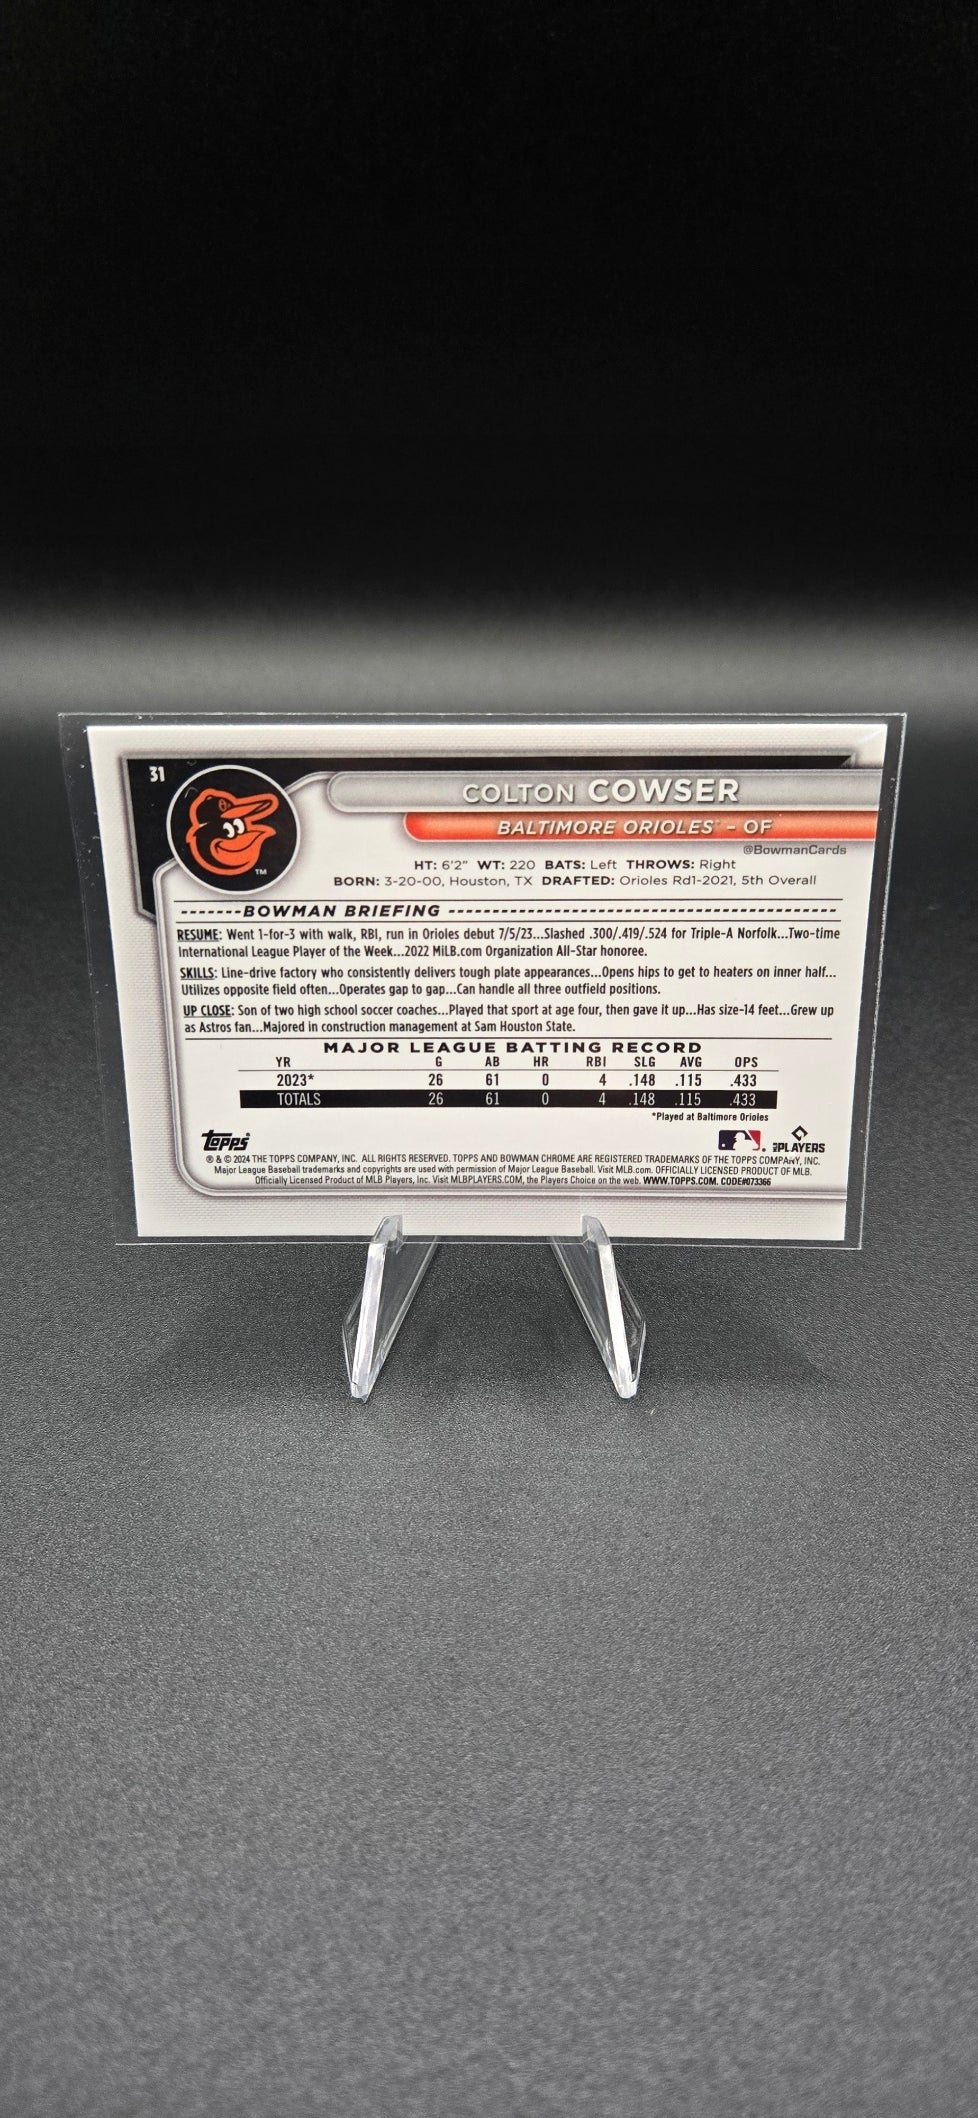 31
COLTON COWSER
BALTIMORE ORIOLES™ – OF
@BowmanCards
HT: 6'2" WT: 220 BATS: Left THROWS: Right
BORN: 3-20-00, Houston, TX DRAFTED: Orioles Rd1-2021, 5th Overall
BOWMAN BRIEFING
RESUME: Went 1-for-3 with walk, RBI, run in Orioles debut 7/5/23...Slashed .300/.419/.524 for Triple-A Norfolk...Two-time
International League Player of the Week...2022 MiLB.com Organization All-Star honoree.
SKILLS: Line-drive factory who consistently delivers tough plate appearances...Opens hips to get to heaters on inner half...
Utilizes opposite field often...Operates gap to gap...Can handle all three outfield positions.
UP CLOSE: Son of two high school soccer coaches...Played that sport at age four, then gave it up...Has size-14 feet...Grew up
as Astros fan...Majored in construction management at Sam Houston State.
MAJOR LEAGUE BATTING RECORD
YR G AB HR RBI SLG AVG OPS
2023* 26 61 0 4 .148 .115 .433
TOTALS 26 61 0 4 .148 .115 .433
*Played at Baltimore Orioles
topps
PLAYERS
® & © 2024 THE TOPPS COMPANY, INC. ALL RIGHTS RESERVED. TOPPS AND BOWMAN CHROME ARE REGISTERED TRADEMARKS OF THE TOPPS COMPANY, INC.
Major League Baseball trademarks and copyrights are used with permission of Major League Baseball. Visit MLB.com. OFFICIALLY LICENSED PRODUCT OF MLB.
Officially Licensed Product of MLB Players, Inc. Visit MLBPLAYERS.COM, the Players Choice on the web. WWW.TOPPS.COM. CODE#073366